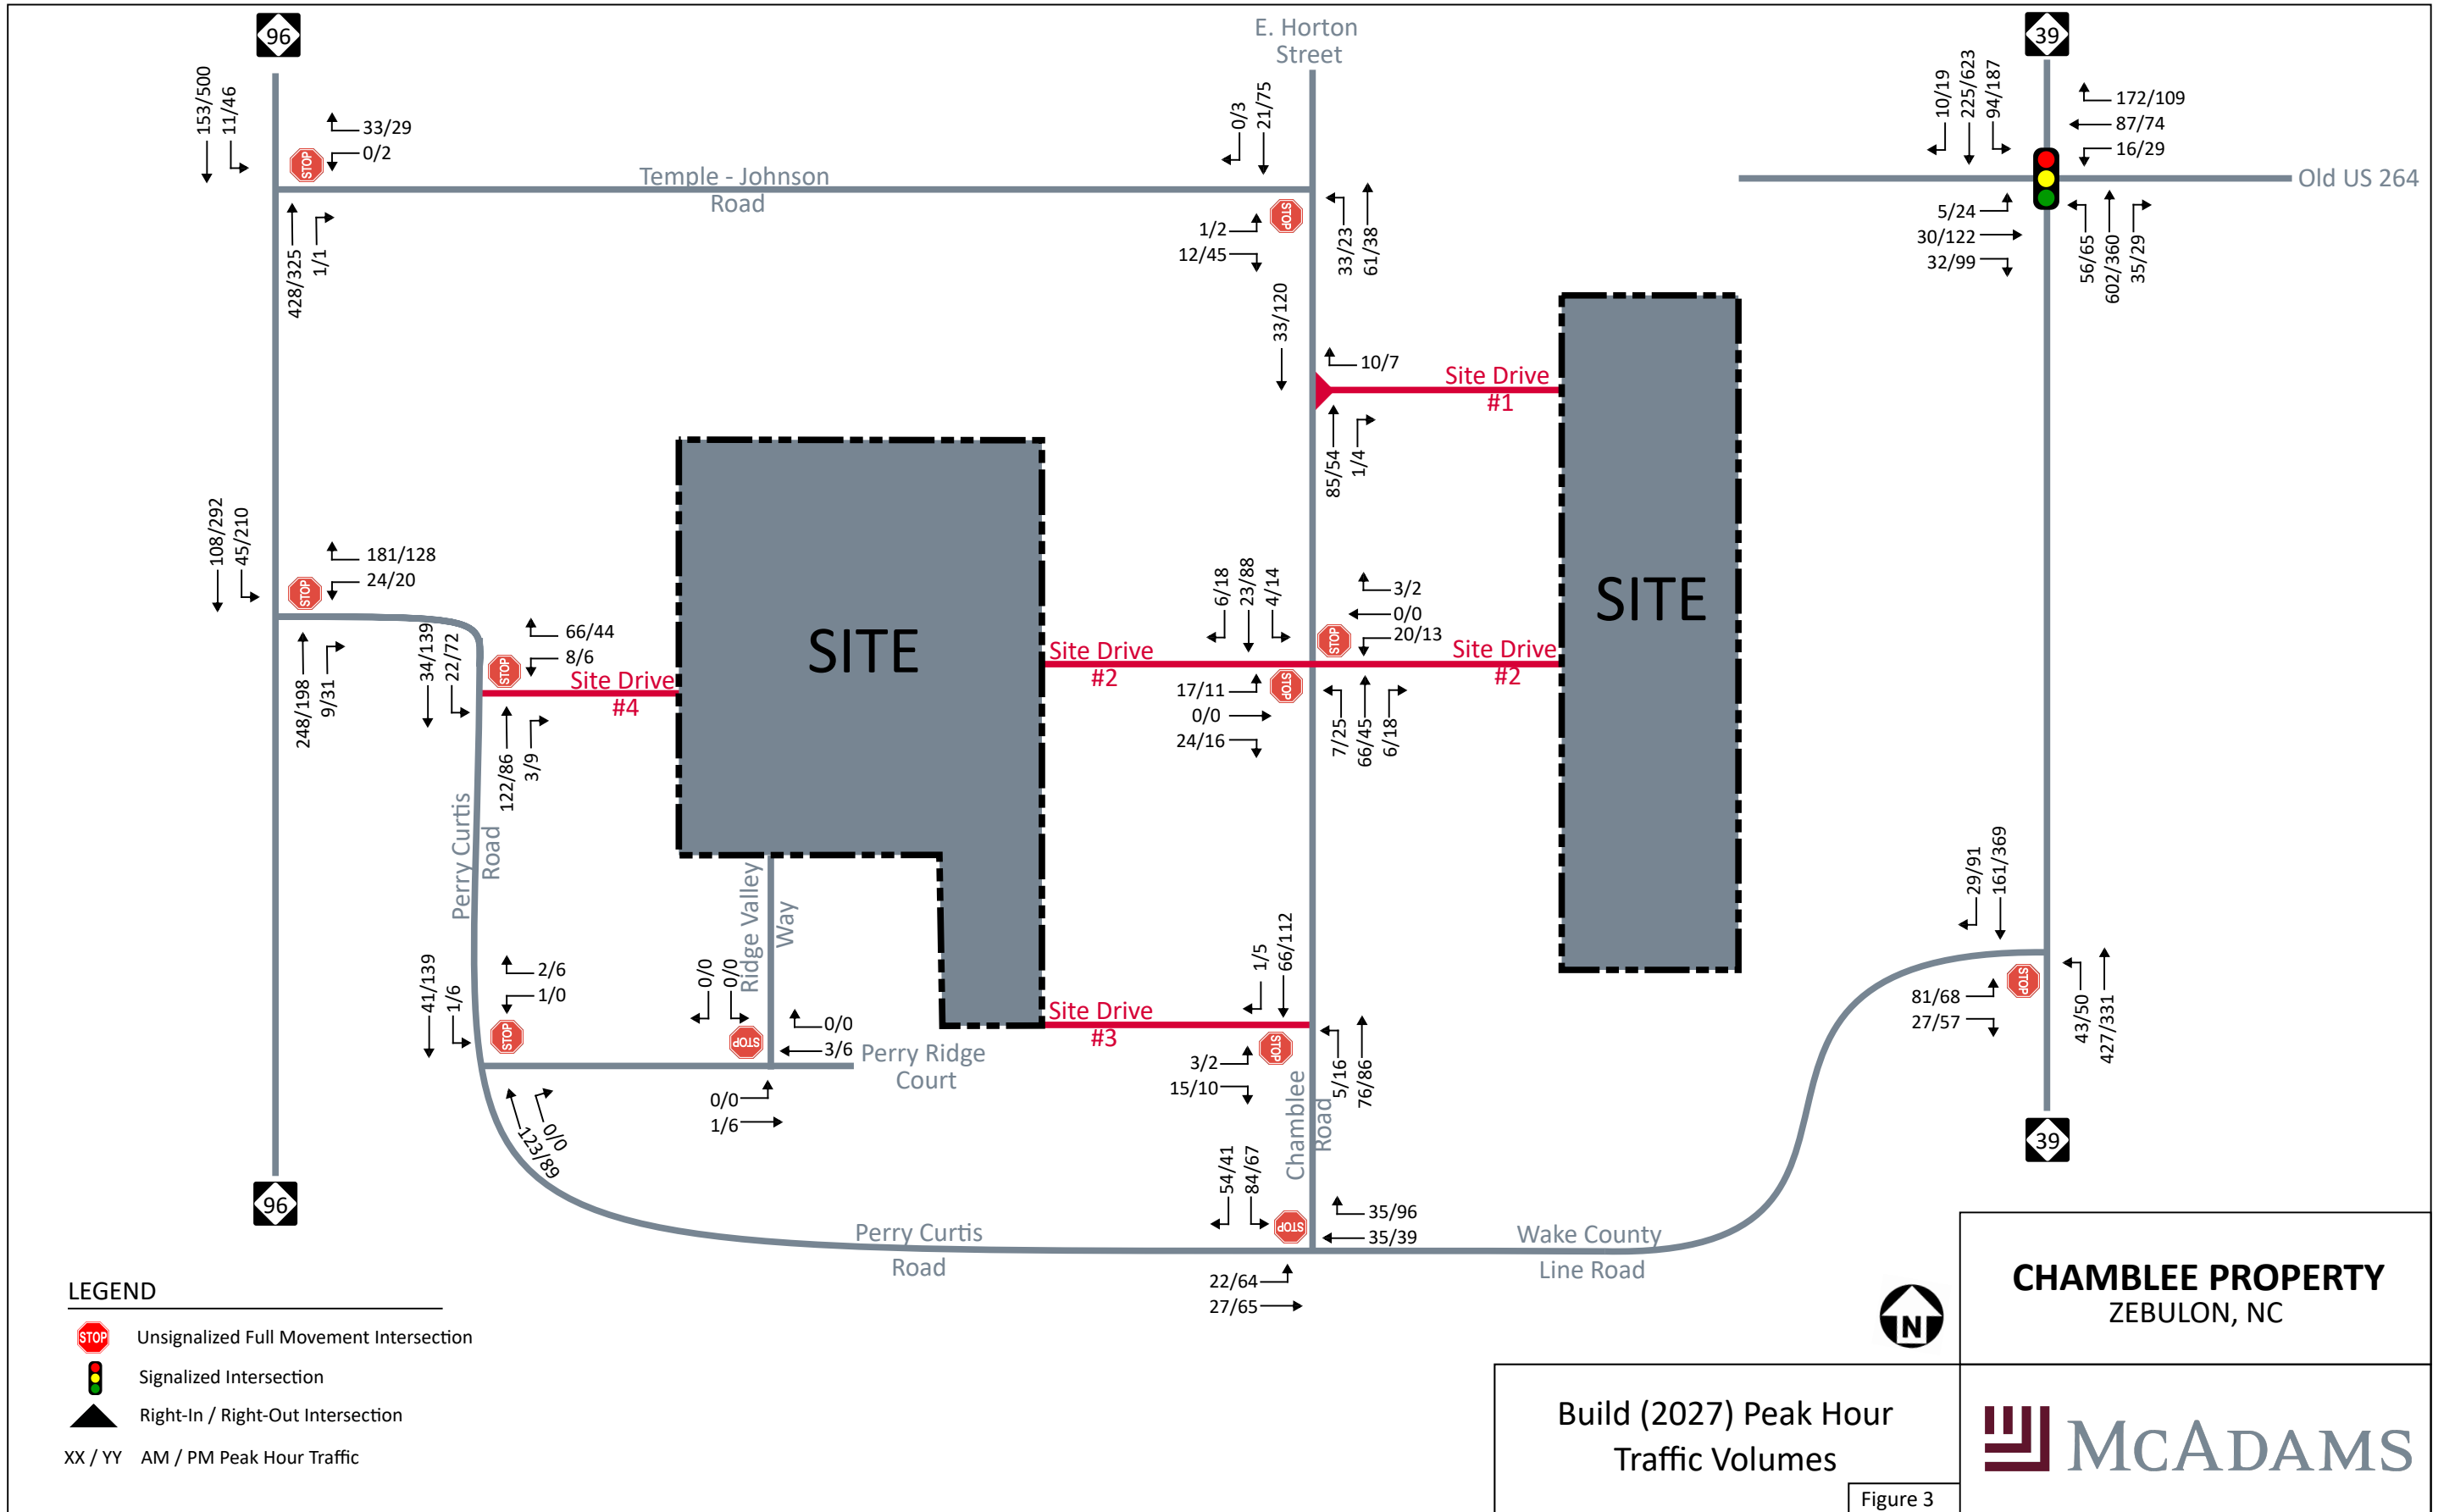 96
E. Horton
Street
39
153/500
11/46
33/29
0/2
STOP
Temple - Johnson
Road
428/325
1/1
0/3
21/75
STOP
1/2
12/45
33/23
61/38
10/19
225/623
94/187
172/109
87/74
16/29
Old US 264
5/24
30/122
32/99
56/65
602/360
35/29
33/120
10/7
Site Drive
#1
85/54
1/4
108/292
45/210
181/128
24/20
STOP
248/198
9/31
34/139
22/72
66/44
8/6
STOP
Site Drive
#4
122/86
3/9
SITE
SITE
6/18
23/88
4/14
3/2
0/0
20/13
STOP
Site Drive
#2
Site Drive
#2
17/11
0/0
24/16
STOP
7/25
66/45
6/18
Perry Curtis
Road
Ridge Valley
Way
41/139
1/6
2/6
1/0
STOP
0/0
0/0
STOP
0/0
3/6
Perry Ridge
Court
0/0
1/6
123/89
0/0
1/5
66/112
Site Drive
#3
3/2
15/10
STOP
5/16
76/86
Chamblee
Road
29/91
161/369
STOP
81/68
27/57
43/50
427/331
39
96
54/41
84/67
STOP
35/96
35/39
Perry Curtis
Road
22/64
27/65
Wake County
Line Road
LEGEND
STOP Unsignalized Full Movement Intersection
Signalized Intersection
Right-In / Right-Out Intersection
XX / YY AM / PM Peak Hour Traffic
N
CHAMBLEE PROPERTY
ZEBULON, NC
Build (2027) Peak Hour
Traffic Volumes
Figure 3
MCADAMS